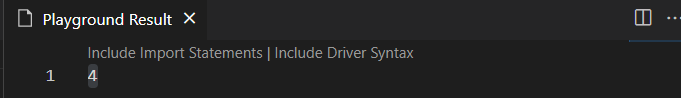 Playground Result
Include Import Statements | Include Driver Syntax
1 4